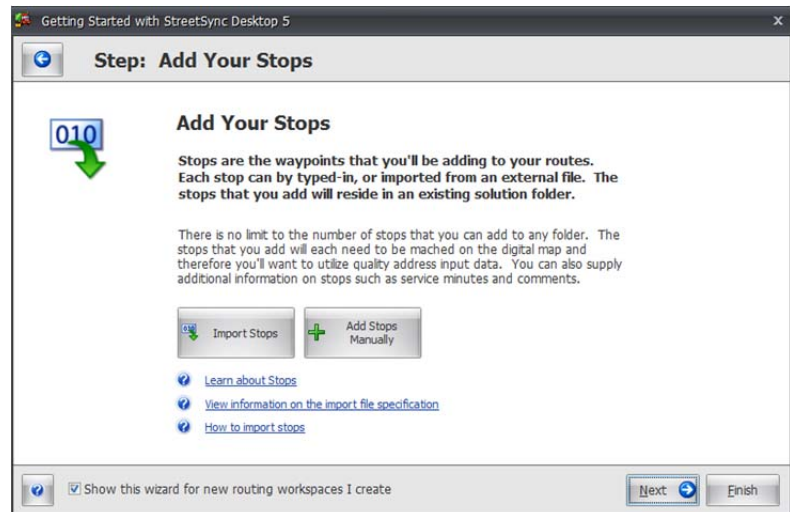 Getting Started with StreetSync Desktop 5
x
Step: Add Your Stops
010
Add Your Stops
Stops are the waypoints that you'll be adding to your routes.
Each stop can by typed-in, or imported from an external file. The
stops that you add will reside in an existing solution folder.
There is no limit to the number of stops that you can add to any folder. The
stops that you add will each need to be mached on the digital map and
therefore you'll want to utilize quality address input data. You can also supply
additional information on stops such as service minutes and comments.
Import Stops
Add Stops
Manually
Learn about Stops
View information on the import file specification
How to import stops
Show this wizard for new routing workspaces I create
Next
Finish